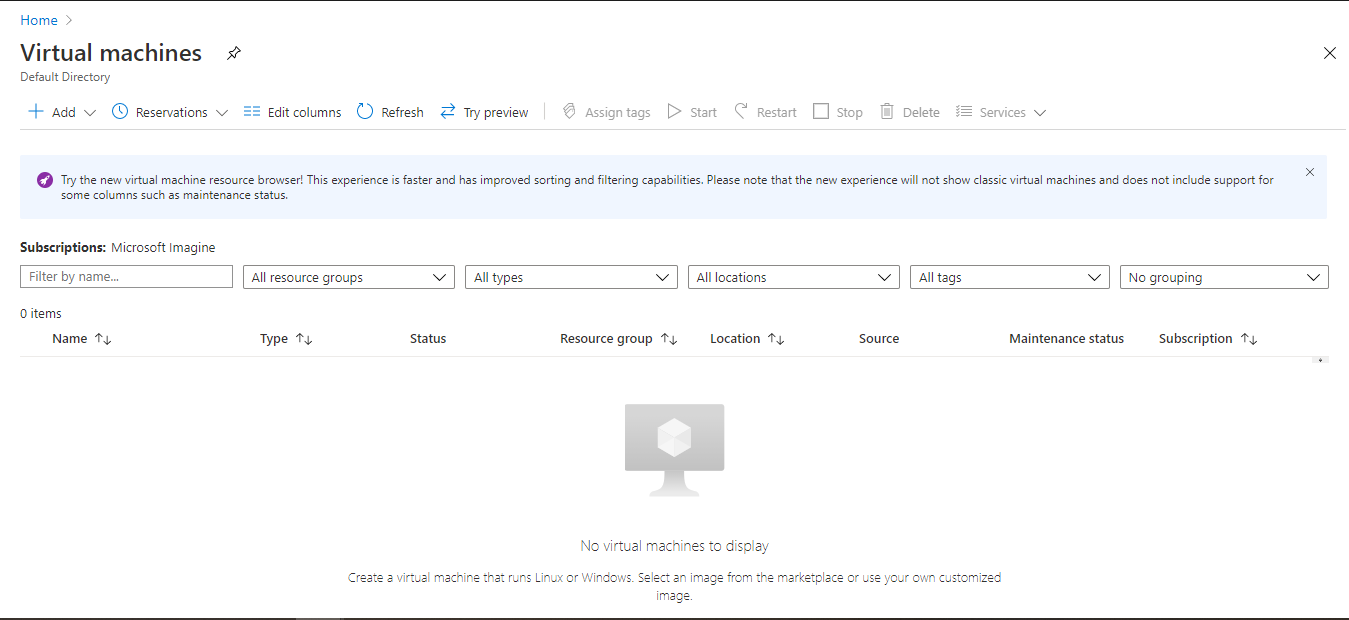 Home
Virtual machines
Default Directory
Add Reservations Edit columns Refresh Try preview Assign tags Start Restart Stop Delete Services
Try the new virtual machine resource browser! This experience is faster and has improved sorting and filtering capabilities. Please note that the new experience will not show classic virtual machines and does not include support for
some columns such as maintenance status.
Subscriptions: Microsoft Imagine
Filter by name... All resource groups All types All locations All tags No grouping
0 items
Name Type Status Resource group Location Source Maintenance status Subscription
No virtual machines to display
Create a virtual machine that runs Linux or Windows. Select an image from the marketplace or use your own customized
image.